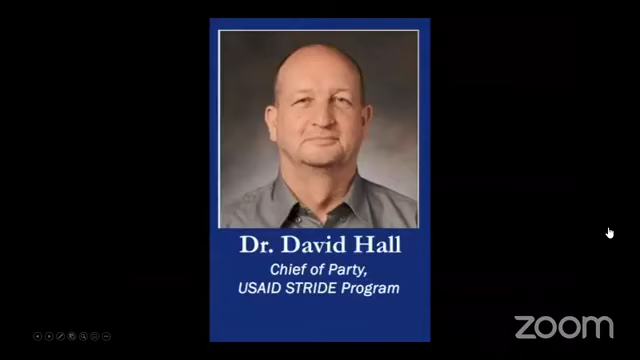 Dr. David Hall
Chief of Party,
USAID STRIDE Program
zoom